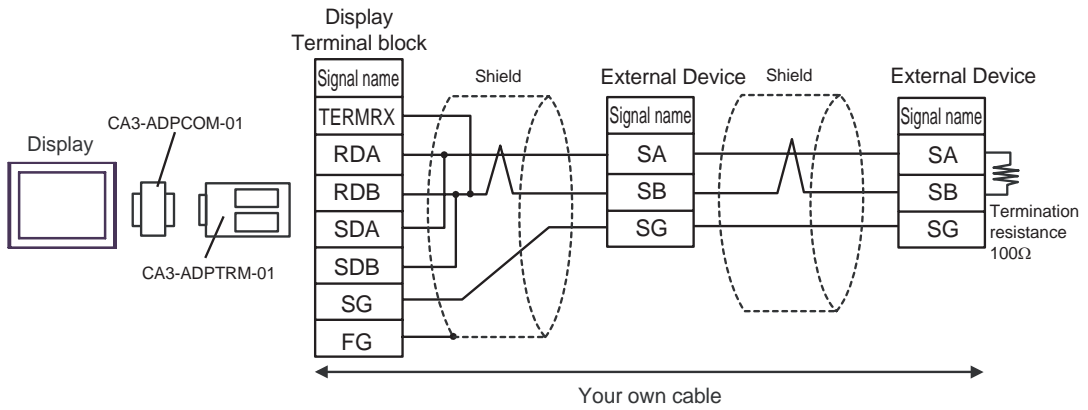 Display
Terminal block
Signal name
TERMRX
RDA
RDB
SDA
SDB
SG
FG
Display
CA3-ADPCOM-01
CA3-ADPTRM-01
Shield
External Device
Signal name
SA
SB
SG
Shield
External Device
Signal name
SA
SB
SG
Termination
resistance
100Ω
Your own cable